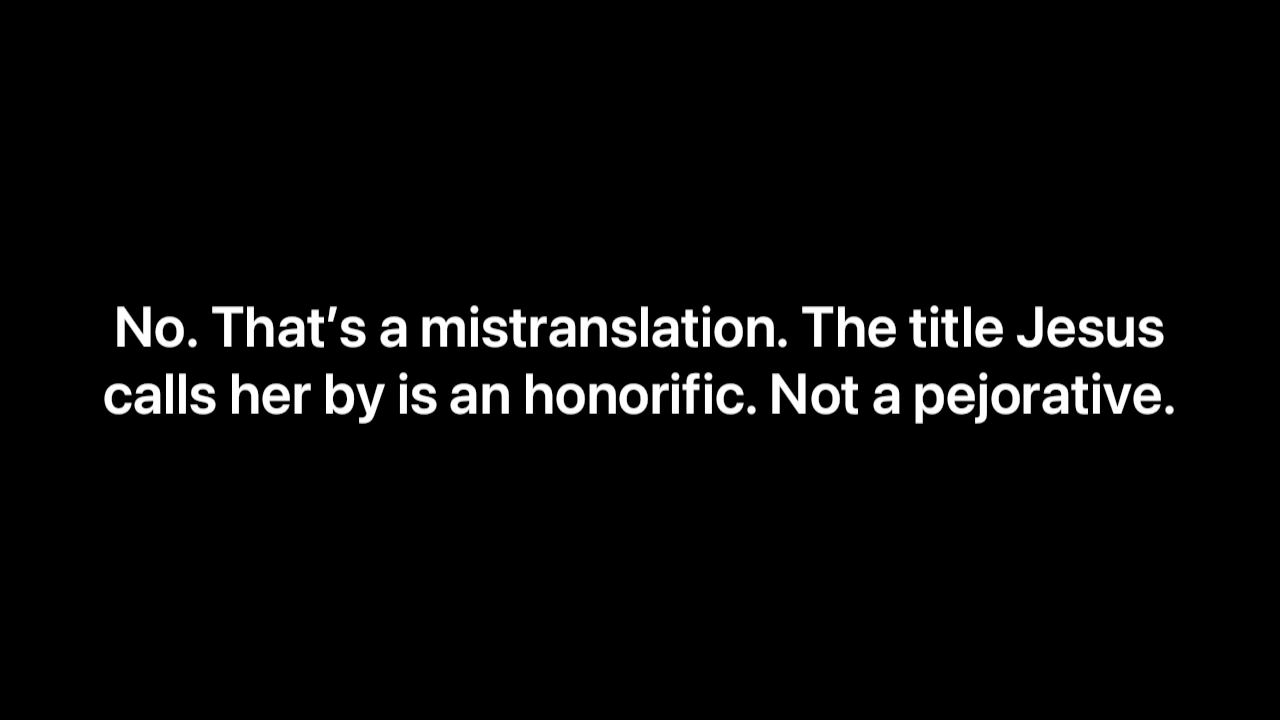 No. That’s a mistranslation. The title Jesus
calls her by is an honorific. Not a pejorative.